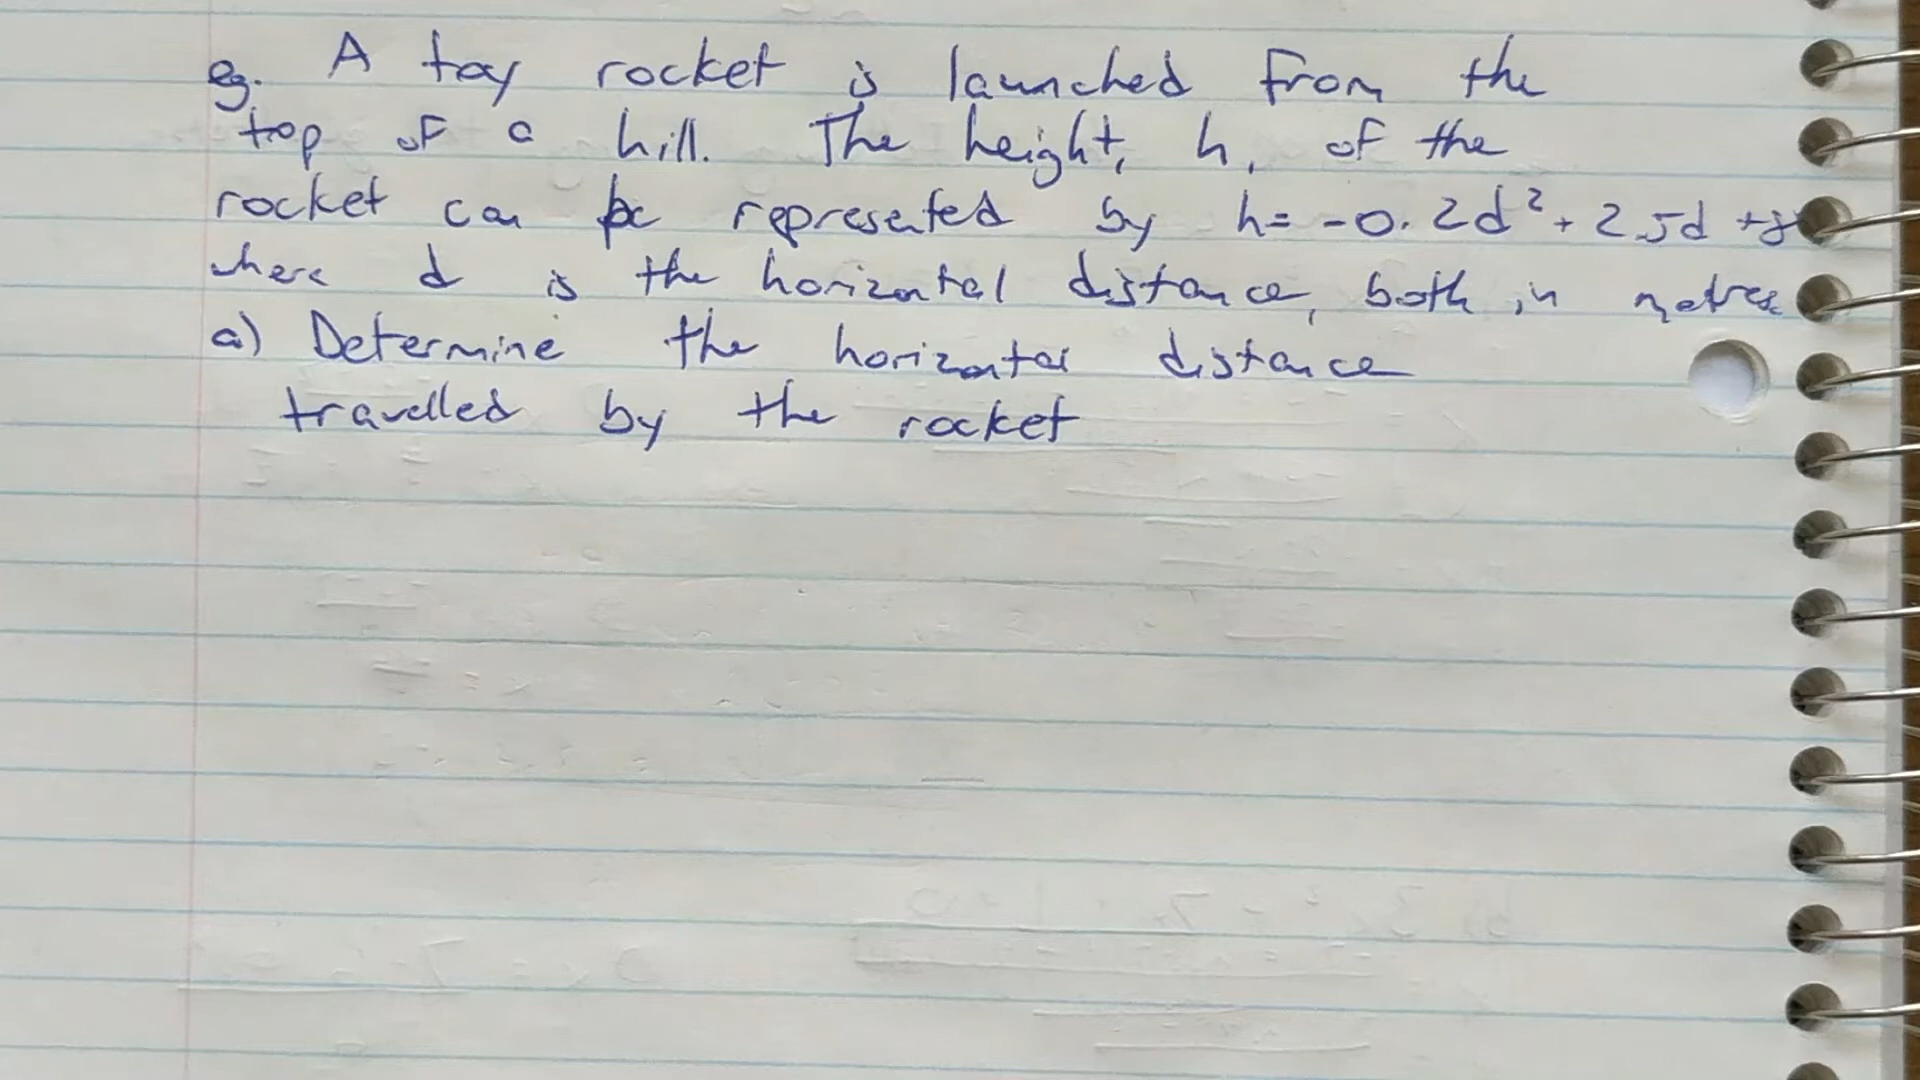 eg. A toy rocket is launched from the
top of a hill. The height, h, of the
rocket can be represented by h = -0.2d² + 2.5d +
where d is the horizontal distance, both in metres
a) Determine the horizontal distance
travelled by the rocket